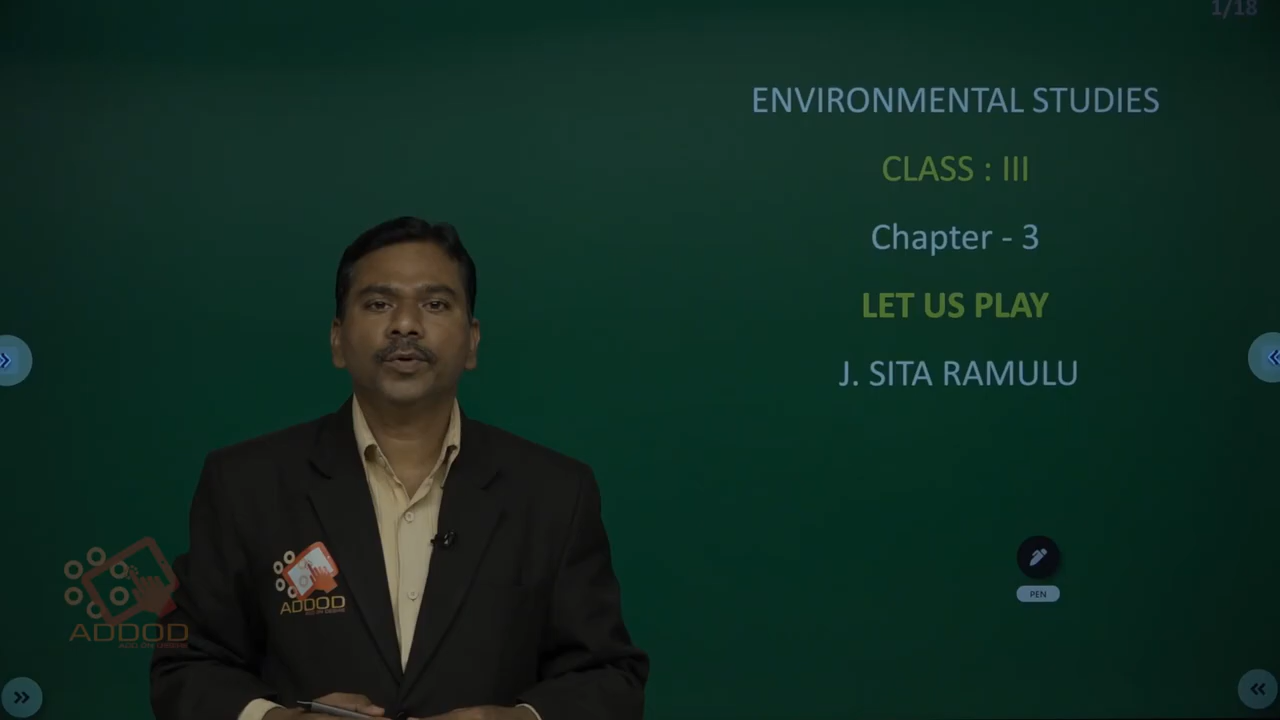 1/18
ENVIRONMENTAL STUDIES
CLASS : III
Chapter - 3
LET US PLAY
J. SITA RAMULU
PEN
ADDOD
ADDOD